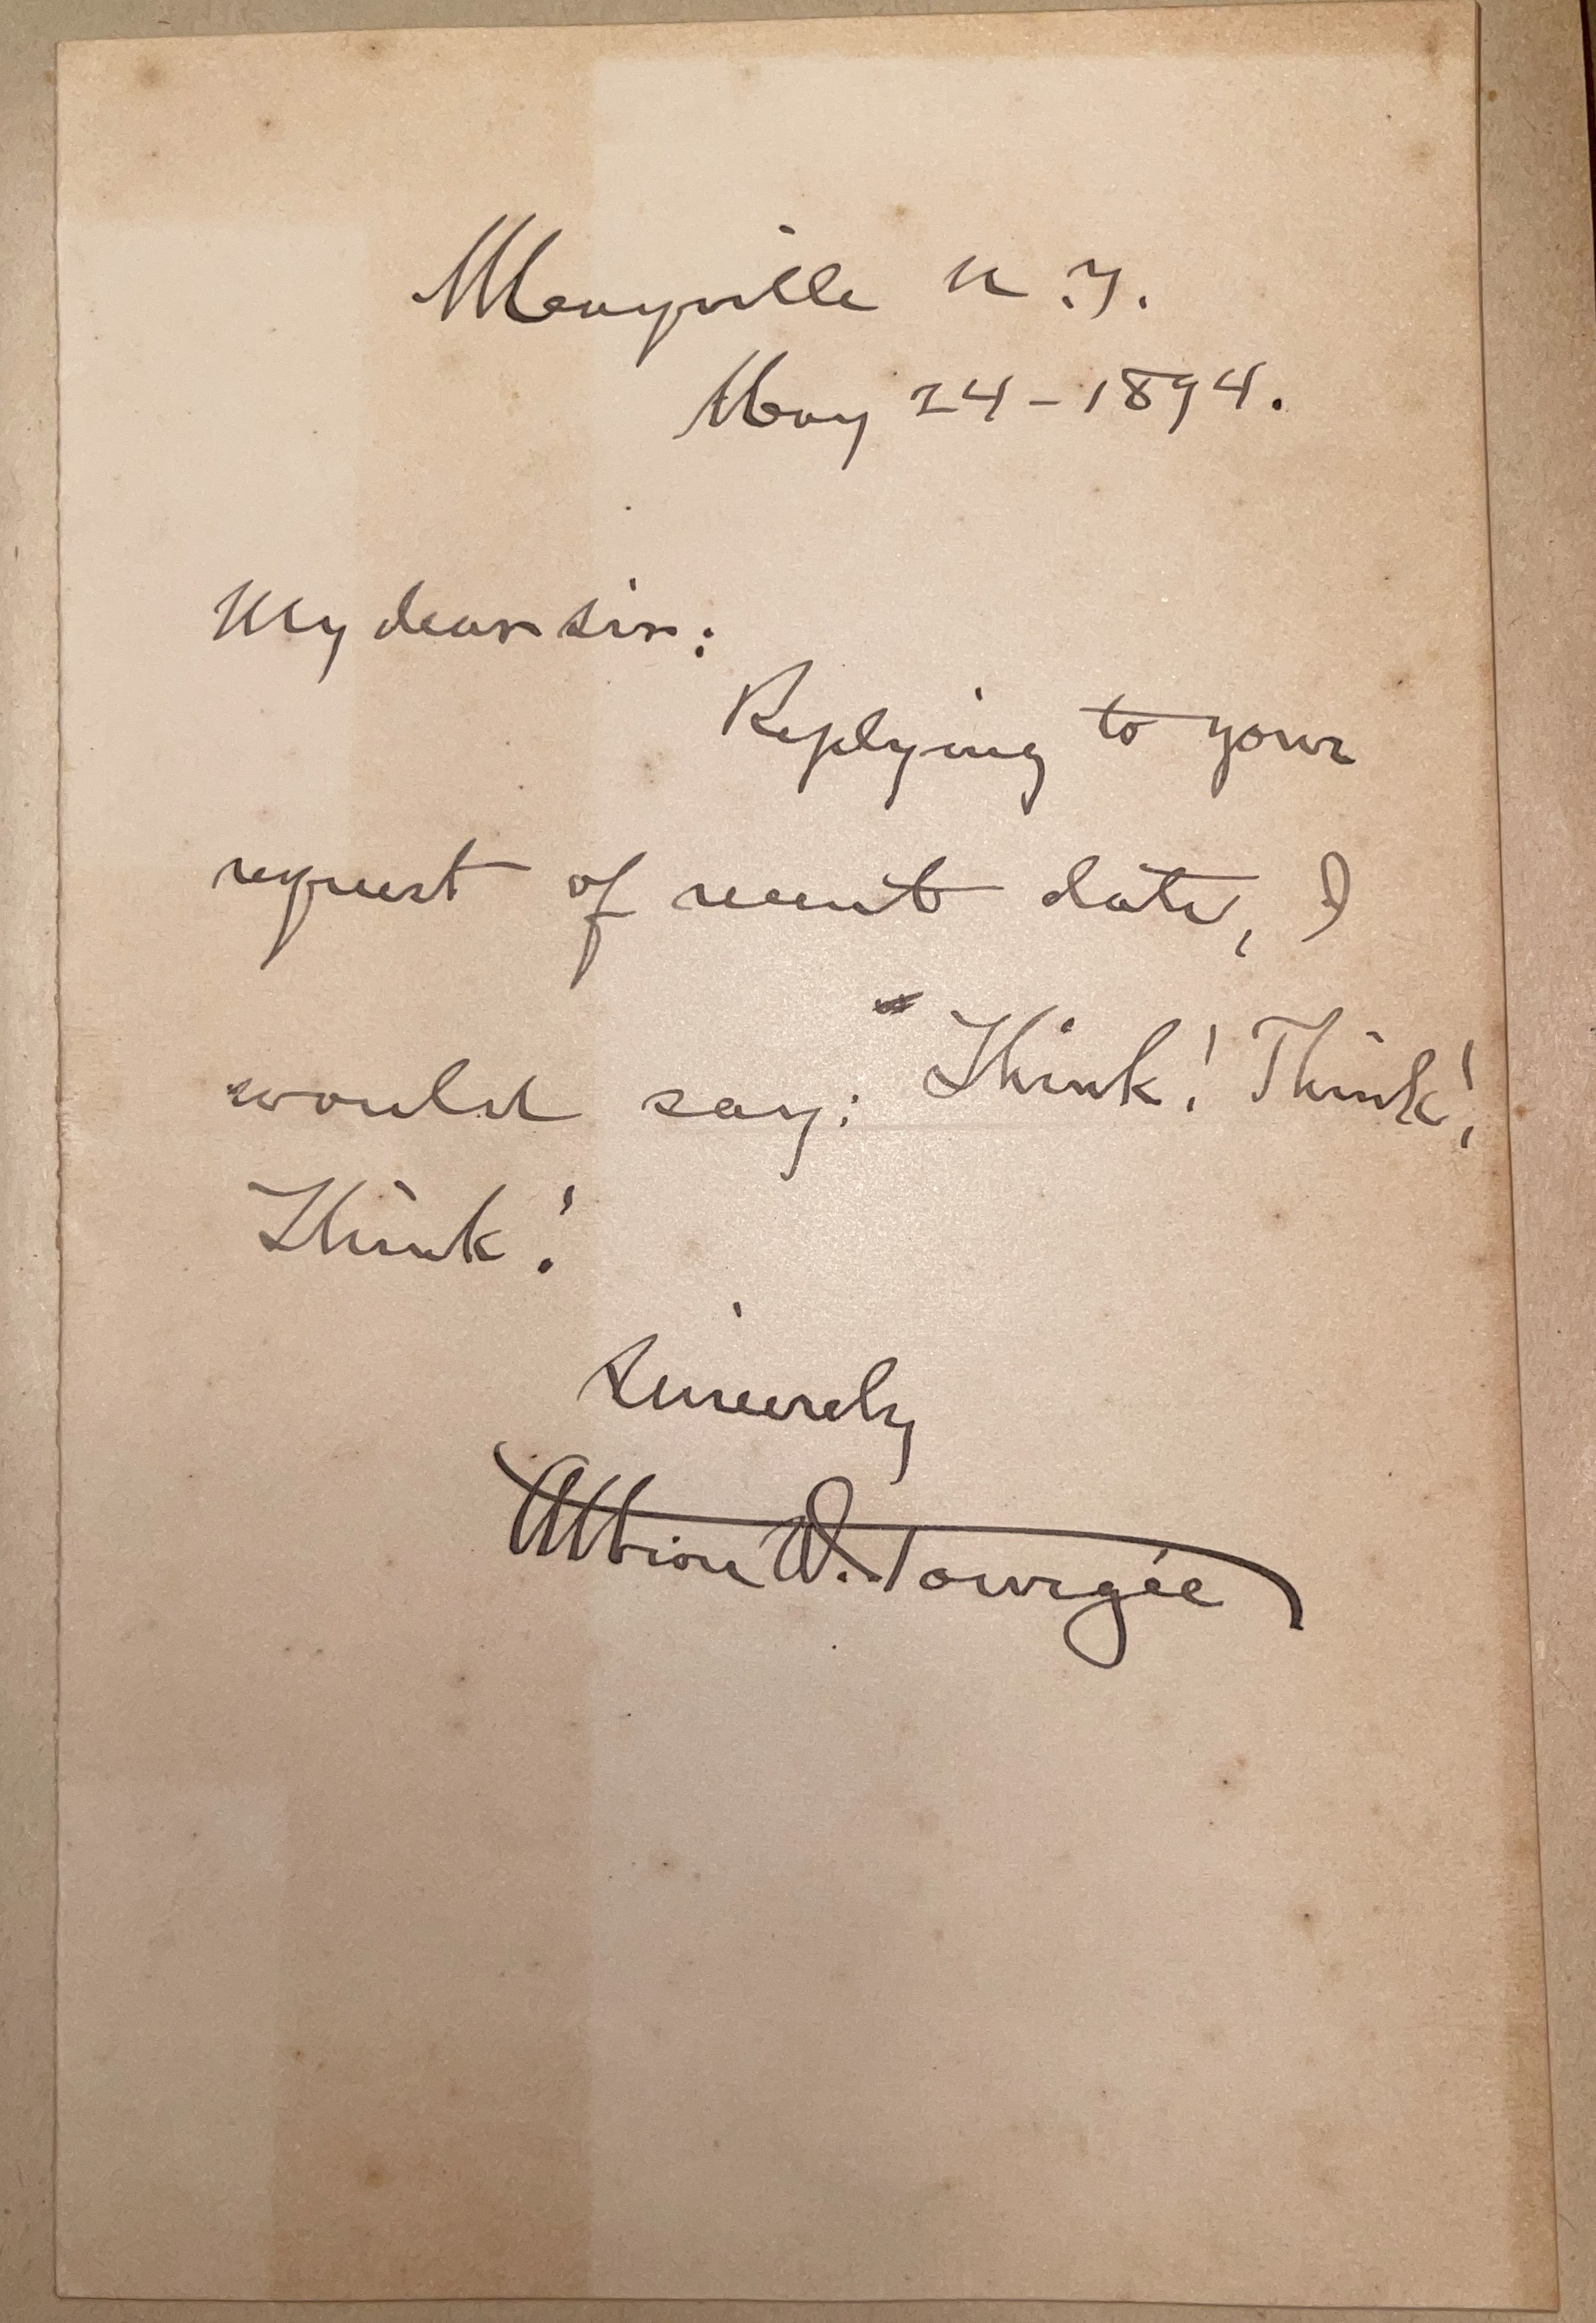 Mayville N.Y.
May 24-1894.
My dear sir:
Replying to your
request of recent date, I
would say: Think! Think!
Think!
Sincerely
Albion W. Tourgée